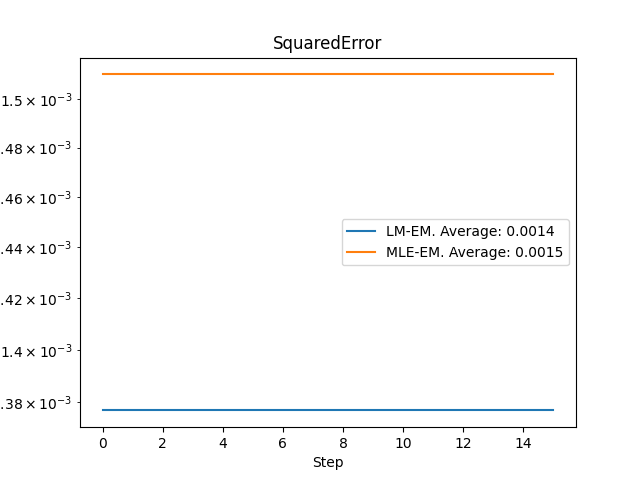 SquaredError
1.5 × 10⁻³
.48 × 10⁻³
.46 × 10⁻³
.44 × 10⁻³
.42 × 10⁻³
1.4 × 10⁻³
.38 × 10⁻³
LM-EM. Average: 0.0014
MLE-EM. Average: 0.0015
0 2 4 6 8 10 12 14
Step